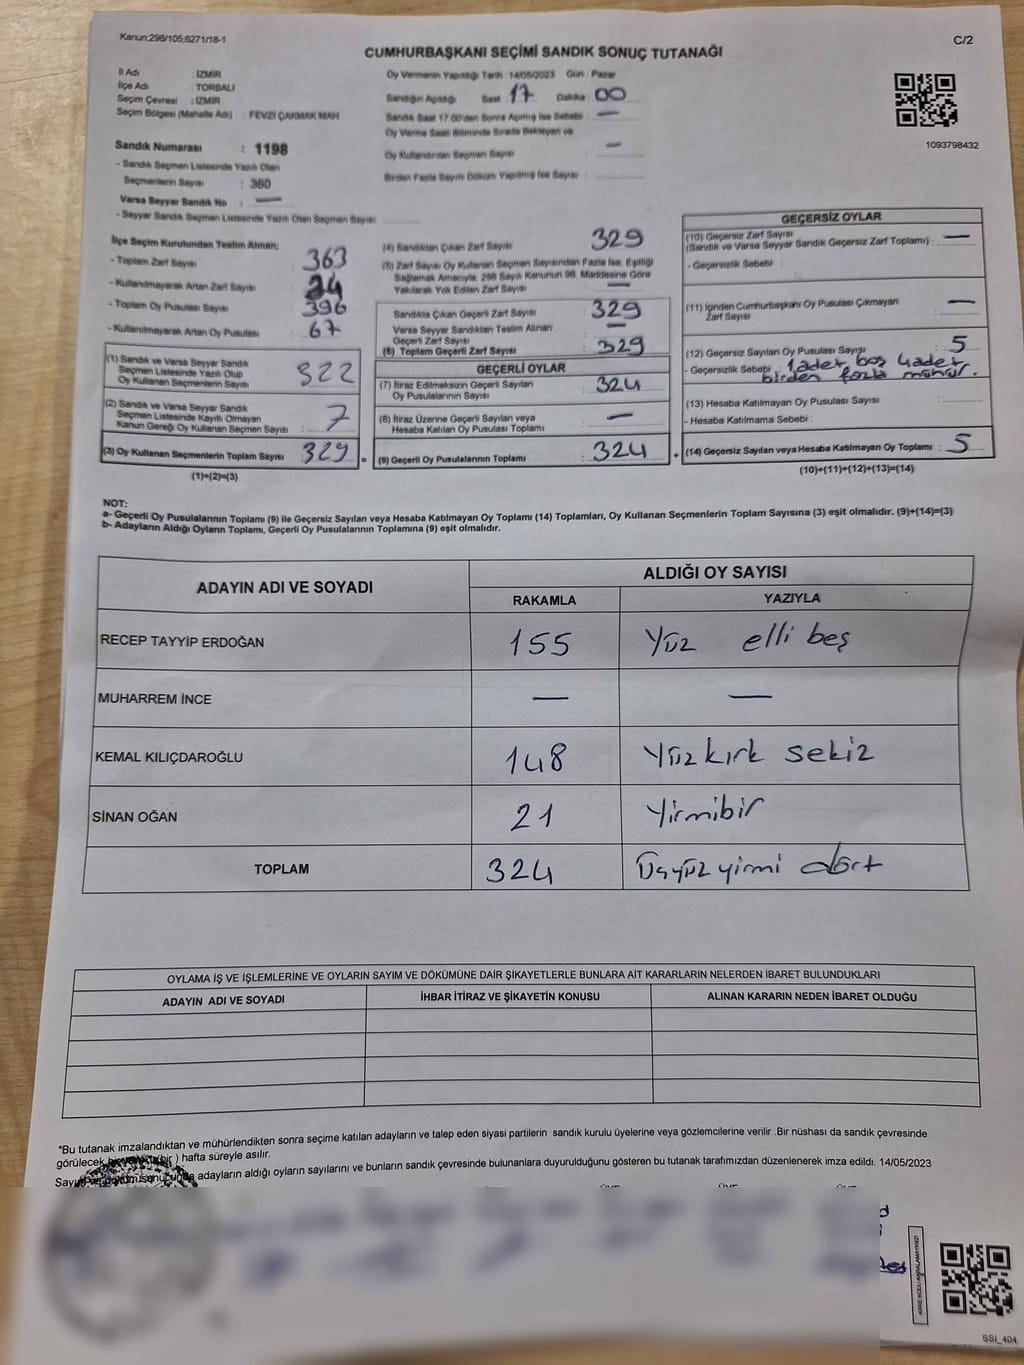 Kanun;298/105;6271/18-1
C/2
CUMHURBAŞKANI SEÇİMİ SANDIK SONUÇ TUTANAĞI
İl Adı : İZMİR
İlçe Adı : TORBALI
Seçim Çevresi : İZMİR
Seçim Bölgesi (Mahalle Adı) : FEVZİ ÇAKMAK MAH
Sandık Numarası : 1198
- Sandık Seçmen Listesinde Yazılı Olan
Seçmenlerin Sayısı : 360
Varsa Seyyar Sandık No : —
- Seyyar Sandık Seçmen Listesinde Yazılı Olan Seçmen Sayısı
Oy Vermenin Yapıldığı Tarih 14/05/2023 Gün : Pazar
Sandığın Açıldığı Saat 17 Dakika 00
Sandık Saat 17.00'den Sonra Açılmış İse Sebebi : —
Oy Verme Saati Bitiminde Sırada Bekleyen ve
Oy Kullandırılan Seçmen Sayısı : —
Birden Fazla Sayım Döküm Yapılmış İse Sayısı :
1093798432
İlçe Seçim Kurulundan Teslim Alınan;
- Toplam Zarf Sayısı : 363
- Kullanılmayarak Artan Zarf Sayısı : 34
- Toplam Oy Pusulası Sayısı : 396
- Kullanılmayarak Artan Oy Pusulası : 67
(1) Sandık ve Varsa Seyyar Sandık
Seçmen Listesinde Yazılı Olup
Oy Kullanan Seçmenlerin Sayısı : 322
(2) Sandık ve Varsa Seyyar Sandık
Seçmen Listesinde Kayıtlı Olmayan
Kanun Gereği Oy Kullanan Seçmen Sayısı : 7
(3) Oy Kullanan Seçmenlerin Toplam Sayısı : 329 =
(1)+(2)=(3)
(4) Sandıktan Çıkan Zarf Sayısı : 329
(5) Zarf Sayısı Oy Kullanan Seçmen Sayısından Fazla İse, Eşitliği
Sağlamak Amacıyla; 298 Sayılı Kanunun 98. Maddesine Göre
Yakılarak Yok Edilen Zarf Sayısı : —
Sandıkta Çıkan Geçerli Zarf Sayısı : 329
Varsa Seyyar Sandıktan Teslim Alınan
Geçerli Zarf Sayısı : —
(6) Toplam Geçerli Zarf Sayısı : 329
GEÇERLİ OYLAR
(7) İtiraz Edilmeksizin Geçerli Sayılan
Oy Pusulalarının Sayısı : 324
(8) İtiraz Üzerine Geçerli Sayılan veya
Hesaba Katılan Oy Pusulası Toplamı : —
(9) Geçerli Oy Pusulalarının Toplamı : 324 +
GEÇERSİZ OYLAR
(10) Geçersiz Zarf Sayısı —
(Sandık ve Varsa Seyyar Sandık Geçersiz Zarf Toplamı) :
- Geçersizlik Sebebi :
(11) İçinden Cumhurbaşkanı Oy Pusulası Çıkmayan
Zarf Sayısı : —
(12) Geçersiz Sayılan Oy Pusulası Sayısı : 5
- Geçersizlik Sebebi : 1 adet boş 4 adet
birden fazla mühür.
(13) Hesaba Katılmayan Oy Pusulası Sayısı :
- Hesaba Katılmama Sebebi :
(14) Geçersiz Sayılan veya Hesaba Katılmayan Oy Toplamı : 5
(10)+(11)+(12)+(13)=(14)
NOT:
a- Geçerli Oy Pusulalarının Toplamı (9) ile Geçersiz Sayılan veya Hesaba Katılmayan Oy Toplamı (14) Toplamları, Oy Kullanan Seçmenlerin Toplam Sayısına (3) eşit olmalıdır. (9)+(14)=(3)
b- Adayların Aldığı Oyların Toplamı, Geçerli Oy Pusulalarının Toplamına (9) eşit olmalıdır.
ADAYIN ADI VE SOYADI
ALDIĞI OY SAYISI
RAKAMLA YAZIYLA
RECEP TAYYİP ERDOĞAN 155 Yüz elli beş
MUHARREM İNCE — —
KEMAL KILIÇDAROĞLU 148 Yüzkırk sekiz
SİNAN OĞAN 21 Yirmibir
TOPLAM 324 Üçyüzyirmi dört
OYLAMA İŞ VE İŞLEMLERİNE VE OYLARIN SAYIM VE DÖKÜMÜNE DAİR ŞİKAYETLERLE BUNLARA AİT KARARLARIN NELERDEN İBARET BULUNDUKLARI
ADAYIN ADI VE SOYADI İHBAR İTİRAZ VE ŞİKAYETİN KONUSU ALINAN KARARIN NEDEN İBARET OLDUĞU
*Bu tutanak imzalandıktan ve mühürlendikten sonra seçime katılan adayların ve talep eden siyasi partilerin sandık kurulu üyelerine veya gözlemcilerine verilir .Bir nüshası da sandık çevresinde
görülecek bir yerde (bir ) hafta süreyle asılır.
adayların aldığı oyların sayılarını ve bunların sandık çevresinde bulunanlara duyurulduğunu gösteren bu tutanak tarafımızdan düzenlenerek imza edildi. 14/05/2023
SSI_404